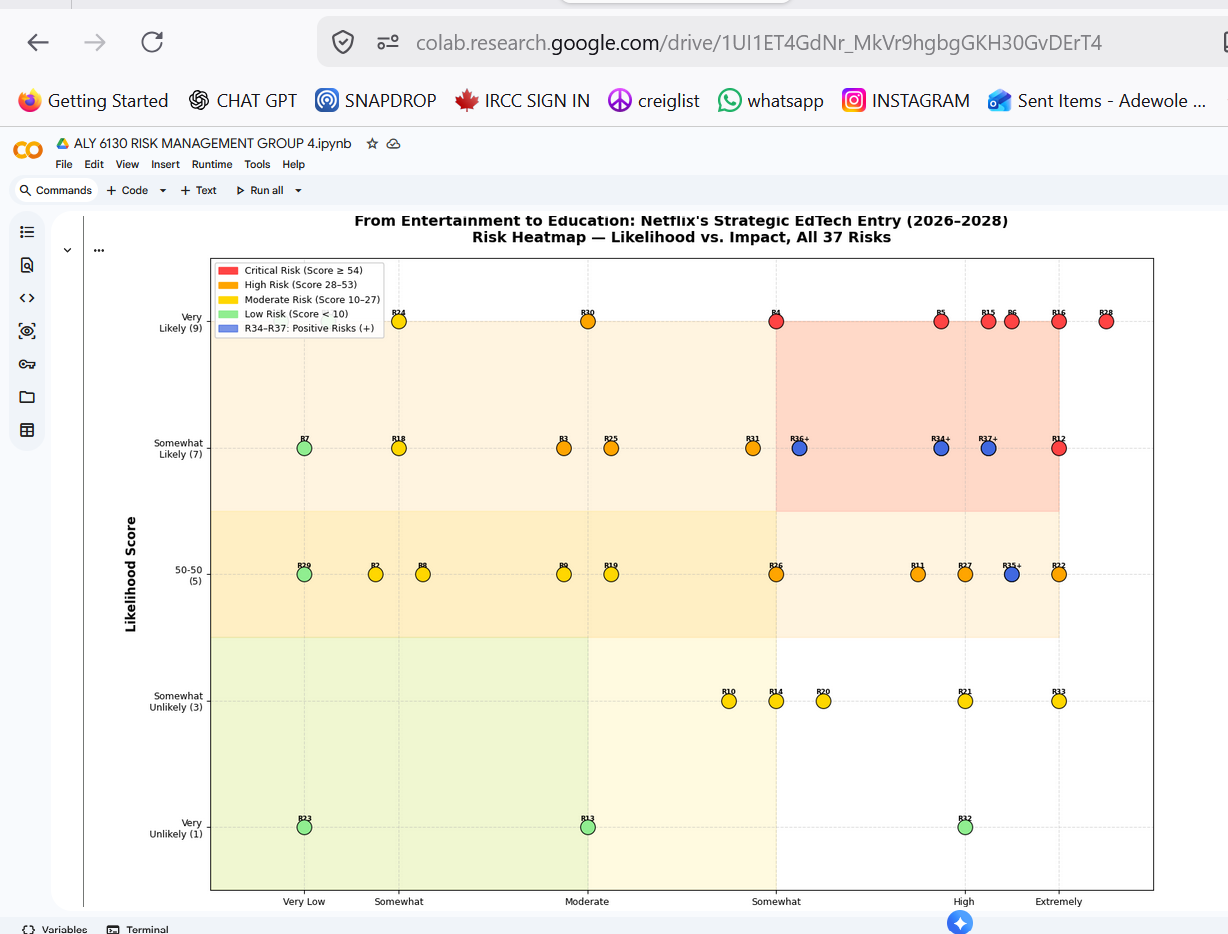 colab.research.google.com/drive/1UI1ET4GdNr_MkVr9hgbgGKH30GvDErT4
Getting Started CHAT GPT SNAPDROP IRCC SIGN IN creiglist whatsapp INSTAGRAM Sent Items - Adewole ...
ALY 6130 RISK MANAGEMENT GROUP 4.ipynb
File Edit View Insert Runtime Tools Help
Commands + Code + Text Run all
From Entertainment to Education: Netflix's Strategic EdTech Entry (2026–2028)
Risk Heatmap — Likelihood vs. Impact, All 37 Risks
Critical Risk (Score ≥ 54)
High Risk (Score 28–53)
Moderate Risk (Score 10–27)
Low Risk (Score < 10)
R34–R37: Positive Risks (+)
Very
Likely (9)
R24 R30 R4 R5 R15 R6 R16 R28
Somewhat
Likely (7)
R7 R18 R3 R25 R31 R36+ R34+ R37+ R12
Likelihood Score
50-50
(5)
R29 R2 R8 R9 R19 R26 R11 R27 R35+ R22
Somewhat
Unlikely (3)
R10 R14 R20 R21 R33
Very
Unlikely (1)
R23 R13 R32
Very Low Somewhat Moderate Somewhat High Extremely
Variables Terminal